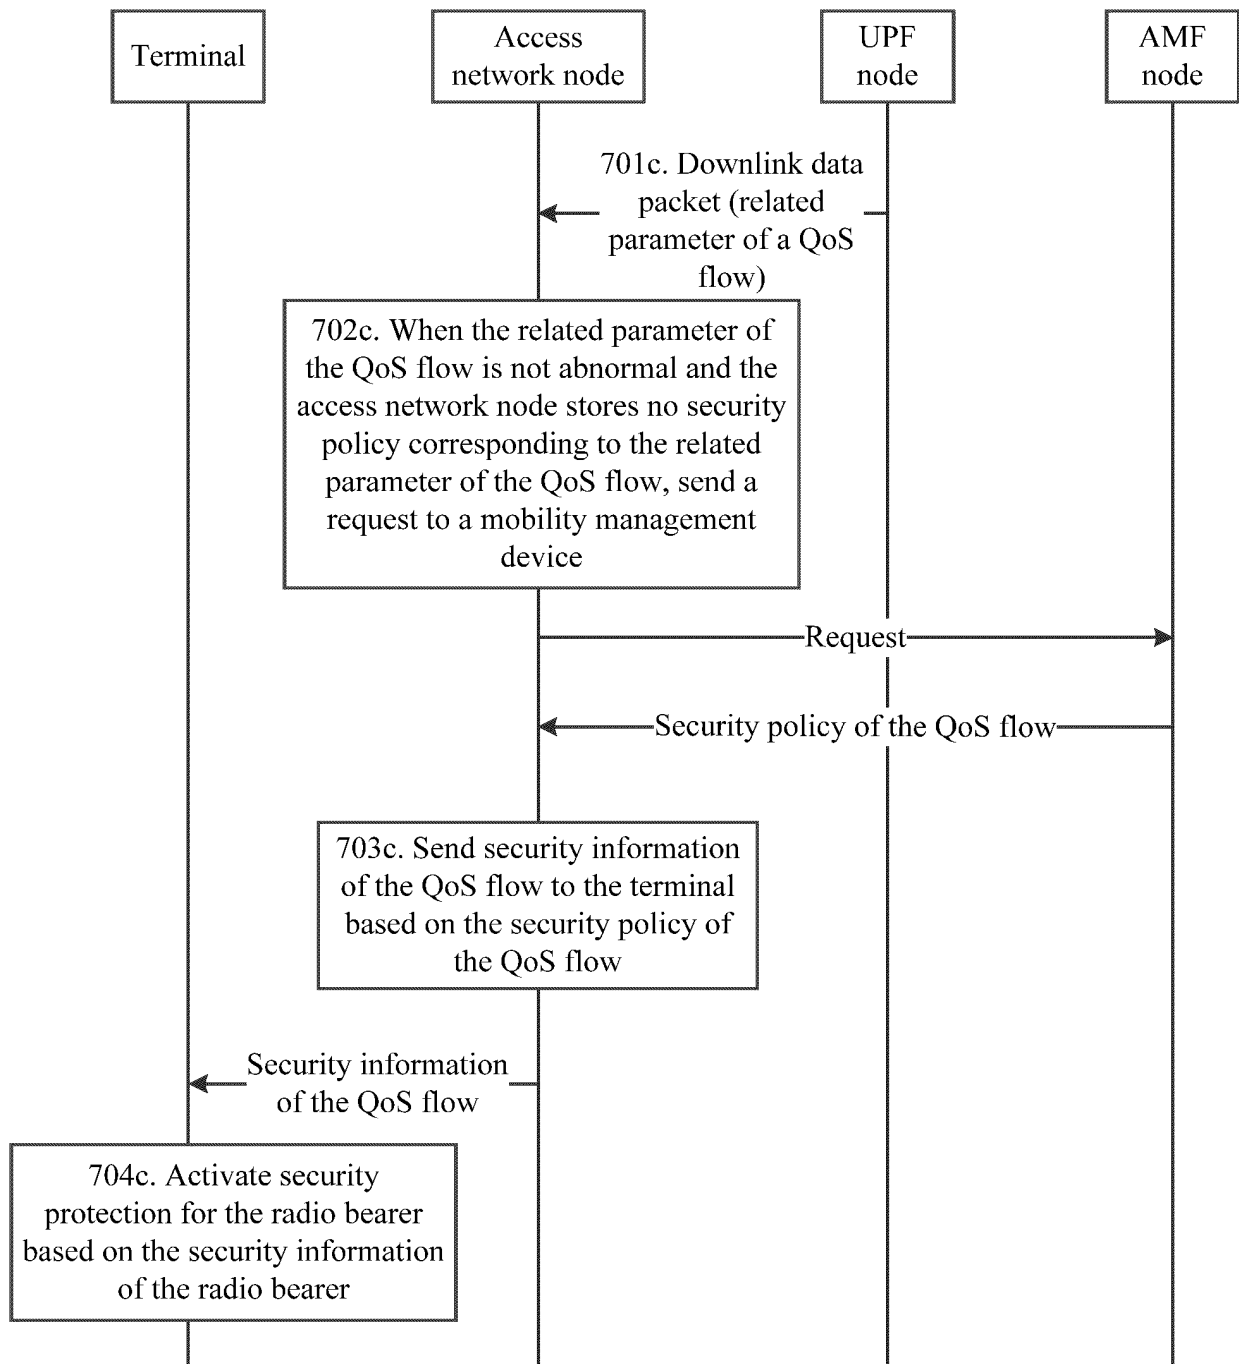 Terminal
Access
network node
UPF
node
AMF
node
701c. Downlink data
packet (related
parameter of a QoS
flow)
702c. When the related parameter of
the QoS flow is not abnormal and the
access network node stores no security
policy corresponding to the related
parameter of the QoS flow, send a
request to a mobility management
device
Request
Security policy of the QoS flow
703c. Send security information
of the QoS flow to the terminal
based on the security policy of
the QoS flow
Security information
of the QoS flow
704c. Activate security
protection for the radio bearer
based on the security information
of the radio bearer